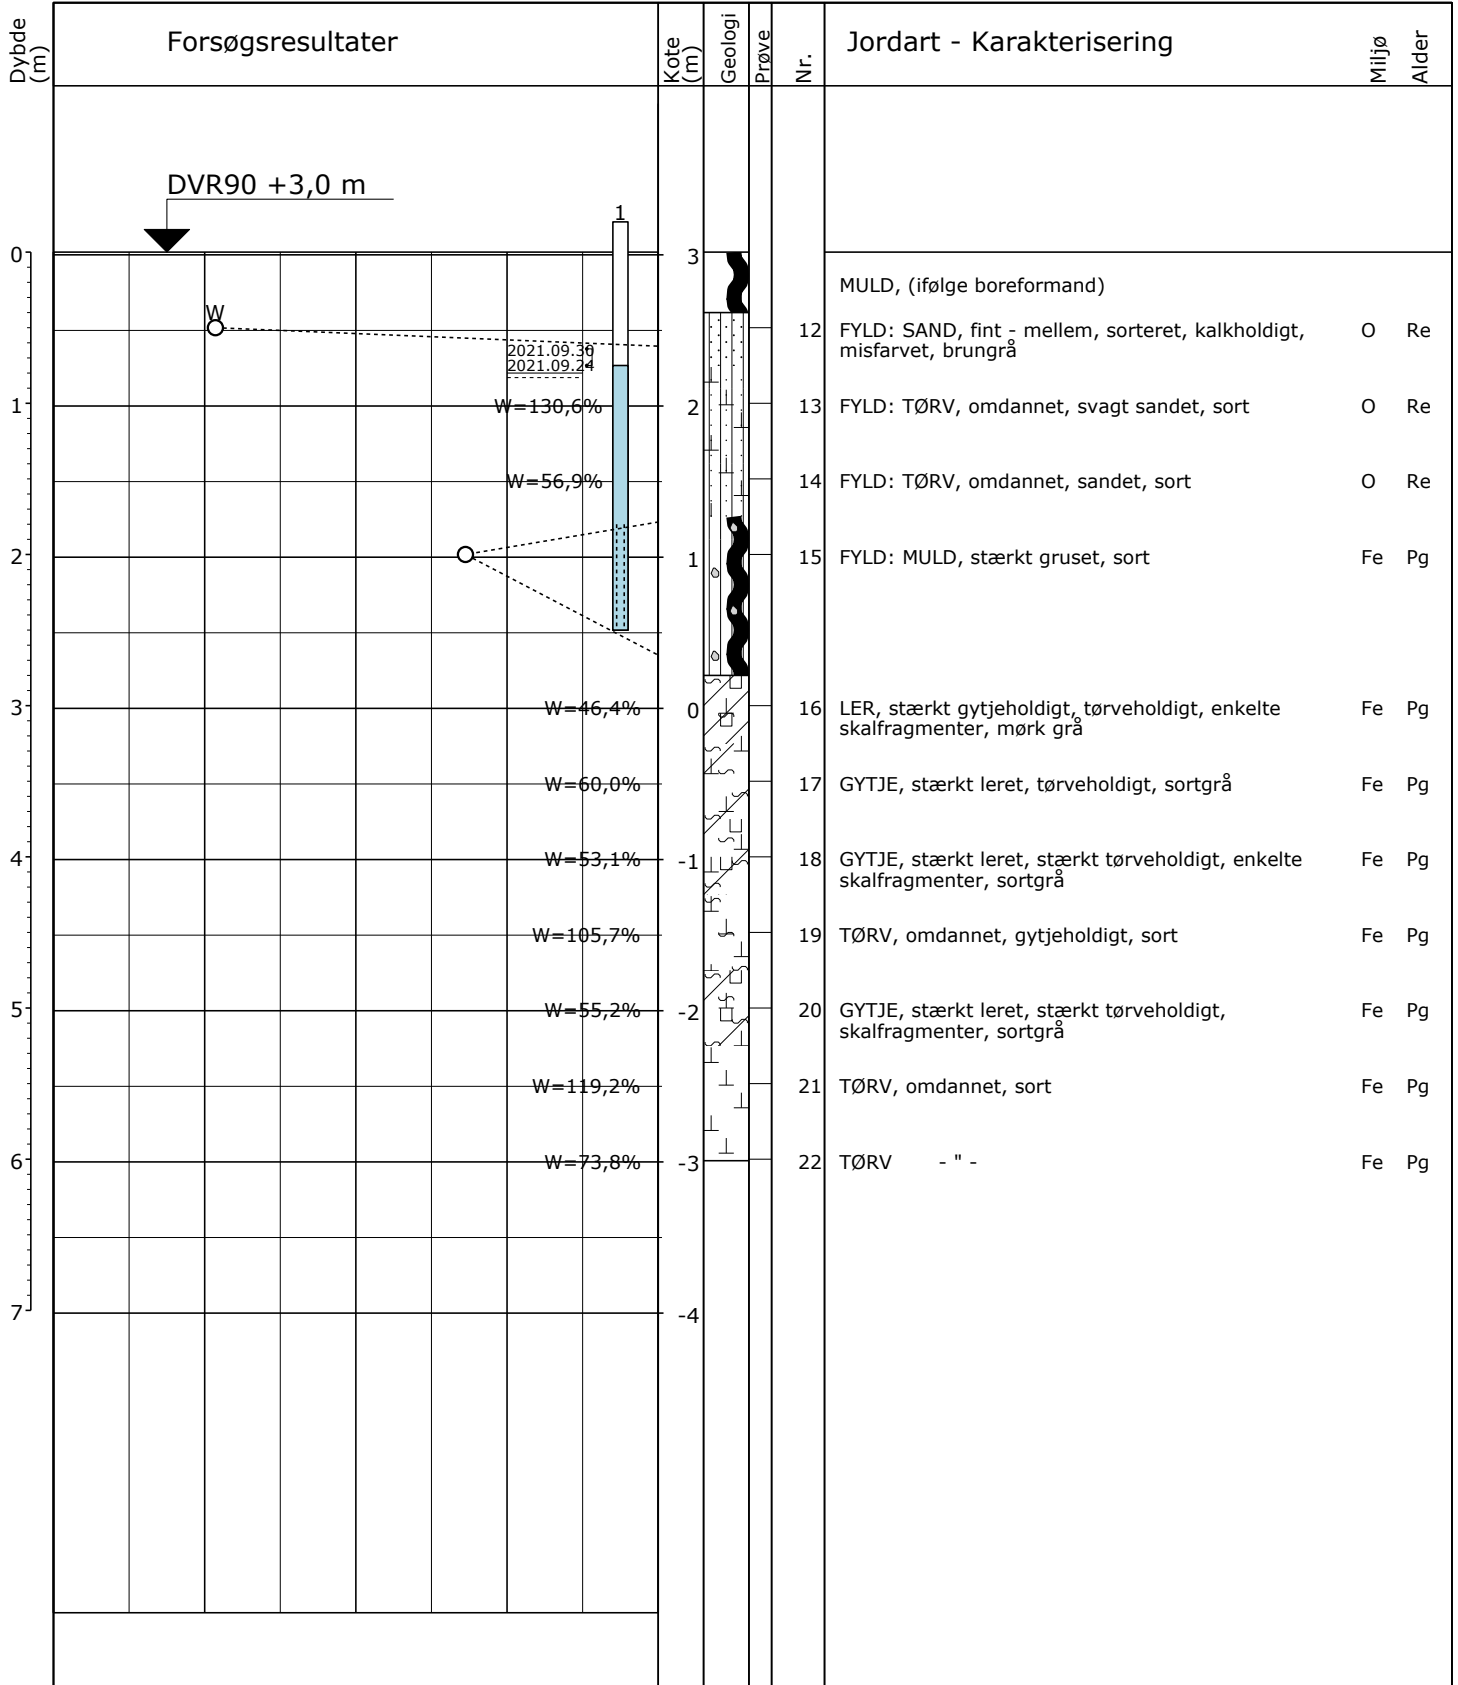 Dybde (m)
Forsøgsresultater
Kote (m)
Geologi
Prøve
Nr.
Jordart - Karakterisering
Miljø
Alder
DVR90 +3,0 m
1
0
3
MULD, (ifølge boreformand)
W
12 FYLD: SAND, fint - mellem, sorteret, kalkholdigt, O Re
misfarvet, brungrå
2021.09.30
2021.09.24
1 W=130,6% 2 13 FYLD: TØRV, omdannet, svagt sandet, sort O Re
W=56,9% 14 FYLD: TØRV, omdannet, sandet, sort O Re
2 1 15 FYLD: MULD, stærkt gruset, sort Fe Pg
3 W=46,4% 0 16 LER, stærkt gytjeholdigt, tørveholdigt, enkelte Fe Pg
skalfragmenter, mørk grå
W=60,0% 17 GYTJE, stærkt leret, tørveholdigt, sortgrå Fe Pg
4 W=53,1% -1 18 GYTJE, stærkt leret, stærkt tørveholdigt, enkelte Fe Pg
skalfragmenter, sortgrå
W=105,7% 19 TØRV, omdannet, gytjeholdigt, sort Fe Pg
5 W=55,2% -2 20 GYTJE, stærkt leret, stærkt tørveholdigt, Fe Pg
skalfragmenter, sortgrå
W=119,2% 21 TØRV, omdannet, sort Fe Pg
6 W=73,8% -3 22 TØRV - " - Fe Pg
7 -4